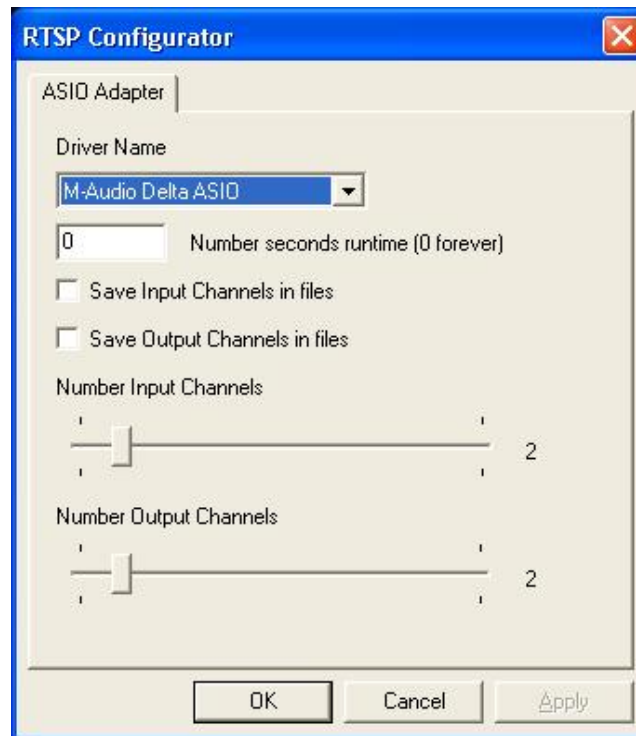 RTSP Configurator
ASIO Adapter
Driver Name
M-Audio Delta ASIO
0 Number seconds runtime (0 forever)
Save Input Channels in files
Save Output Channels in files
Number Input Channels
2
Number Output Channels
2
OK Cancel Apply